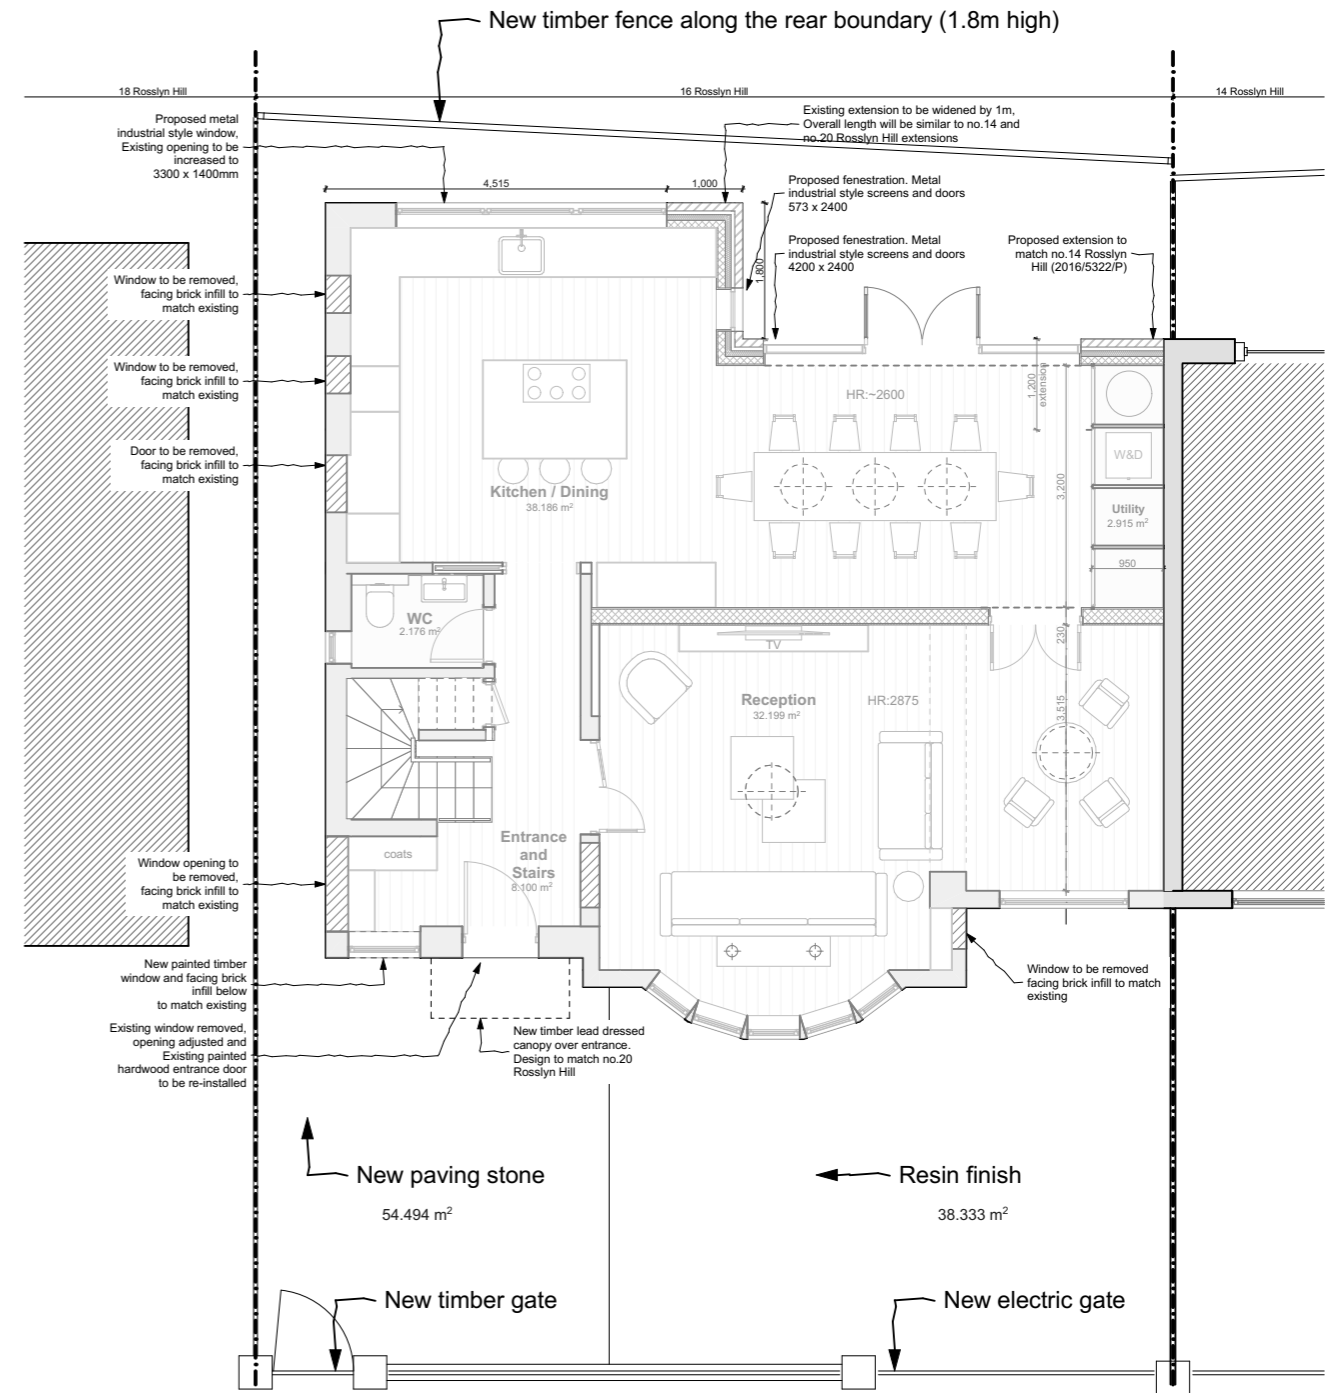 New timber fence along the rear boundary (1.8m high)
18 Rosslyn Hill
16 Rosslyn Hill
14 Rosslyn Hill
Proposed metal
industrial style window,
Existing opening to be
increased to
3300 x 1400mm
Existing extension to be widened by 1m,
Overall length will be similar to no.14 and
no.20 Rosslyn Hill extensions
4,515
1,000
Proposed fenestration. Metal
industrial style screens and doors
573 x 2400
1,800
Proposed fenestration. Metal
industrial style screens and doors
4200 x 2400
Proposed extension to
match no.14 Rosslyn
Hill (2016/5322/P)
Window to be removed,
facing brick infill to
match existing
Window to be removed,
facing brick infill to
match existing
Door to be removed,
facing brick infill to
match existing
HR:~2600
1,200
extension
W&D
3,200
Kitchen / Dining
38.186 m²
Utility
2.915 m²
950
WC
2.176 m²
TV
230
Reception
32.199 m²
HR:2875
3,515
Entrance
and
Stairs
8.100 m²
coats
Window opening to
be removed,
facing brick infill to
match existing
New painted timber
window and facing brick
infill below
to match existing
Existing window removed,
opening adjusted and
Existing painted
hardwood entrance door
to be re-installed
New timber lead dressed
canopy over entrance.
Design to match no.20
Rosslyn Hill
Window to be removed
facing brick infill to match
existing
New paving stone
54.494 m²
Resin finish
38.333 m²
New timber gate
New electric gate